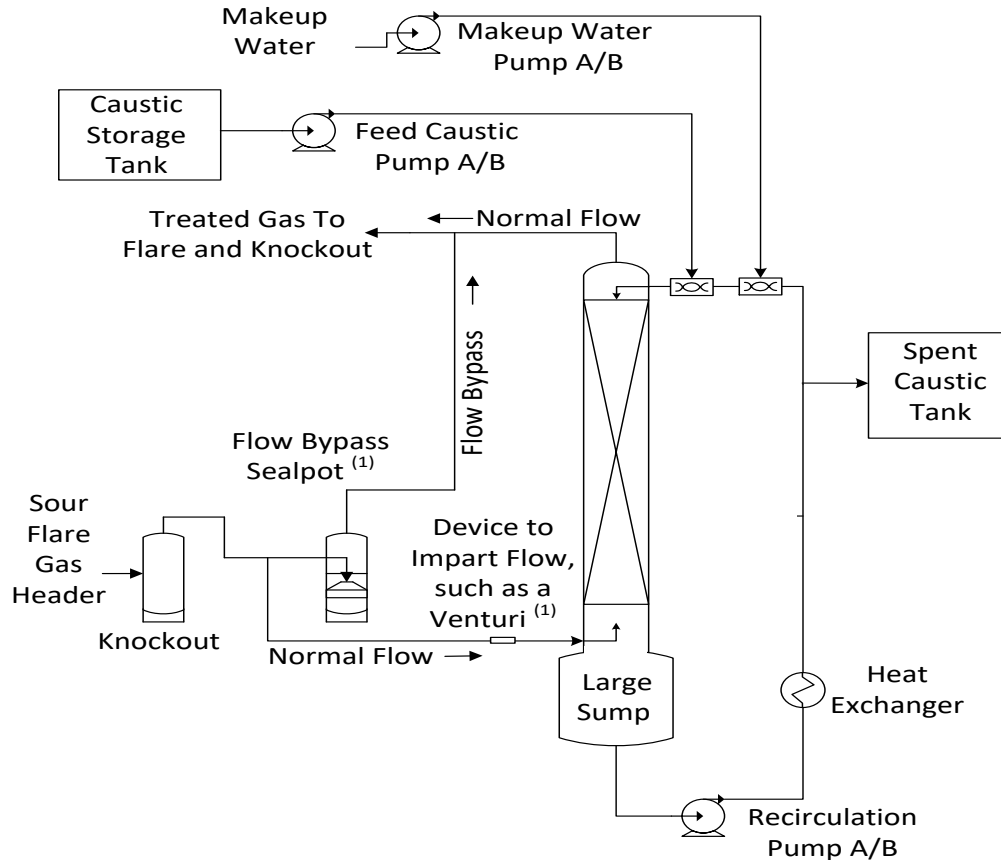 Makeup
Water
Makeup Water
Pump A/B
Caustic
Storage
Tank
Feed Caustic
Pump A/B
Treated Gas To
Flare and Knockout
Normal Flow
Flow Bypass
Spent
Caustic
Tank
Flow Bypass
Sealpot (1)
Sour
Flare
Gas
Header
Device to
Impart Flow,
such as a
Venturi (1)
Knockout
Normal Flow
Large
Sump
Heat
Exchanger
Recirculation
Pump A/B